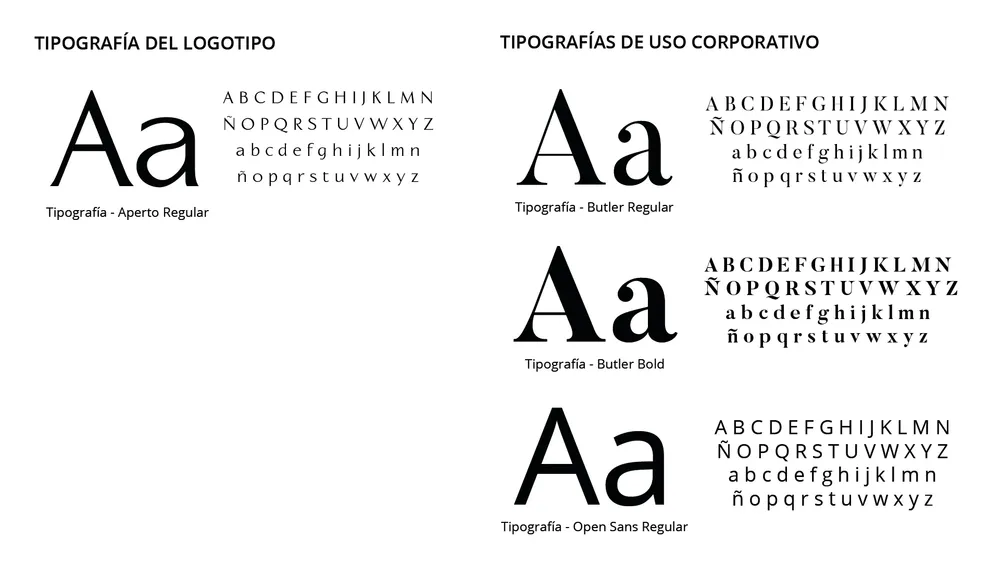 TIPOGRAFÍA DEL LOGOTIPO
Aa
A B C D E F G H I J K L M N
Ñ O P Q R S T U V W X Y Z
a b c d e f g h i j k l m n
ñ o p q r s t u v w x y z
Tipografía - Aperto Regular
TIPOGRAFÍAS DE USO CORPORATIVO
Aa
A B C D E F G H I J K L M N
Ñ O P Q R S T U V W X Y Z
a b c d e f g h i j k l m n
ñ o p q r s t u v w x y z
Tipografía - Butler Regular
Aa
A B C D E F G H I J K L M N
Ñ O P Q R S T U V W X Y Z
a b c d e f g h i j k l m n
ñ o p q r s t u v w x y z
Tipografía - Butler Bold
Aa
A B C D E F G H I J K L M N
Ñ O P Q R S T U V W X Y Z
a b c d e f g h i j k l m n
ñ o p q r s t u v w x y z
Tipografía - Open Sans Regular